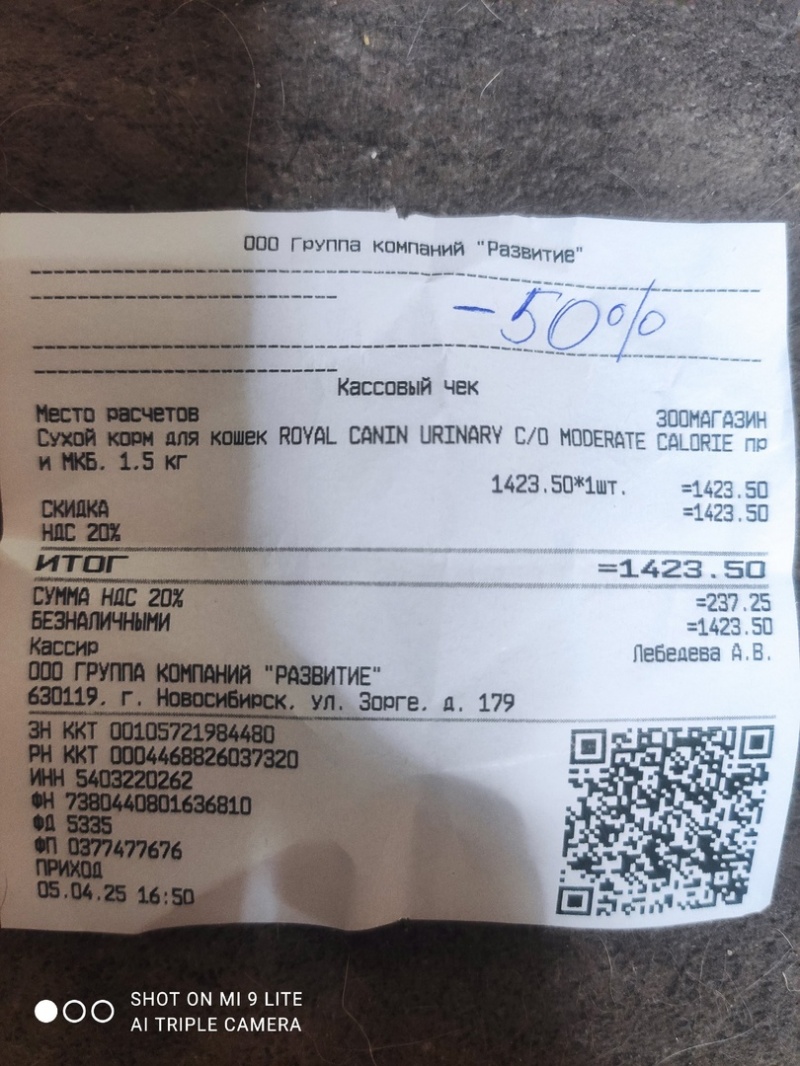 ООО Группа компаний "Развитие"
-50%
Кассовый чек
Место расчетов ЗООМАГАЗИН
Сухой корм для кошек ROYAL CANIN URINARY C/O MODERATE CALORIE пр
и МКБ. 1.5 кг
1423.50*1шт. =1423.50
СКИДКА =1423.50
НДС 20%
ИТОГ =1423.50
СУММА НДС 20% =237.25
БЕЗНАЛИЧНЫМИ =1423.50
Кассир Лебедева А.В.
ООО ГРУППА КОМПАНИЙ "РАЗВИТИЕ"
630119. г. Новосибирск. ул. Зорге. д. 179
ЗН ККТ 00105721984480
РН ККТ 0004468826037320
ИНН 5403220262
ФН 7380440801636810
ФД 5335
ФП 0377477676
ПРИХОД
05.04.25 16:50
SHOT ON MI 9 LITE
AI TRIPLE CAMERA